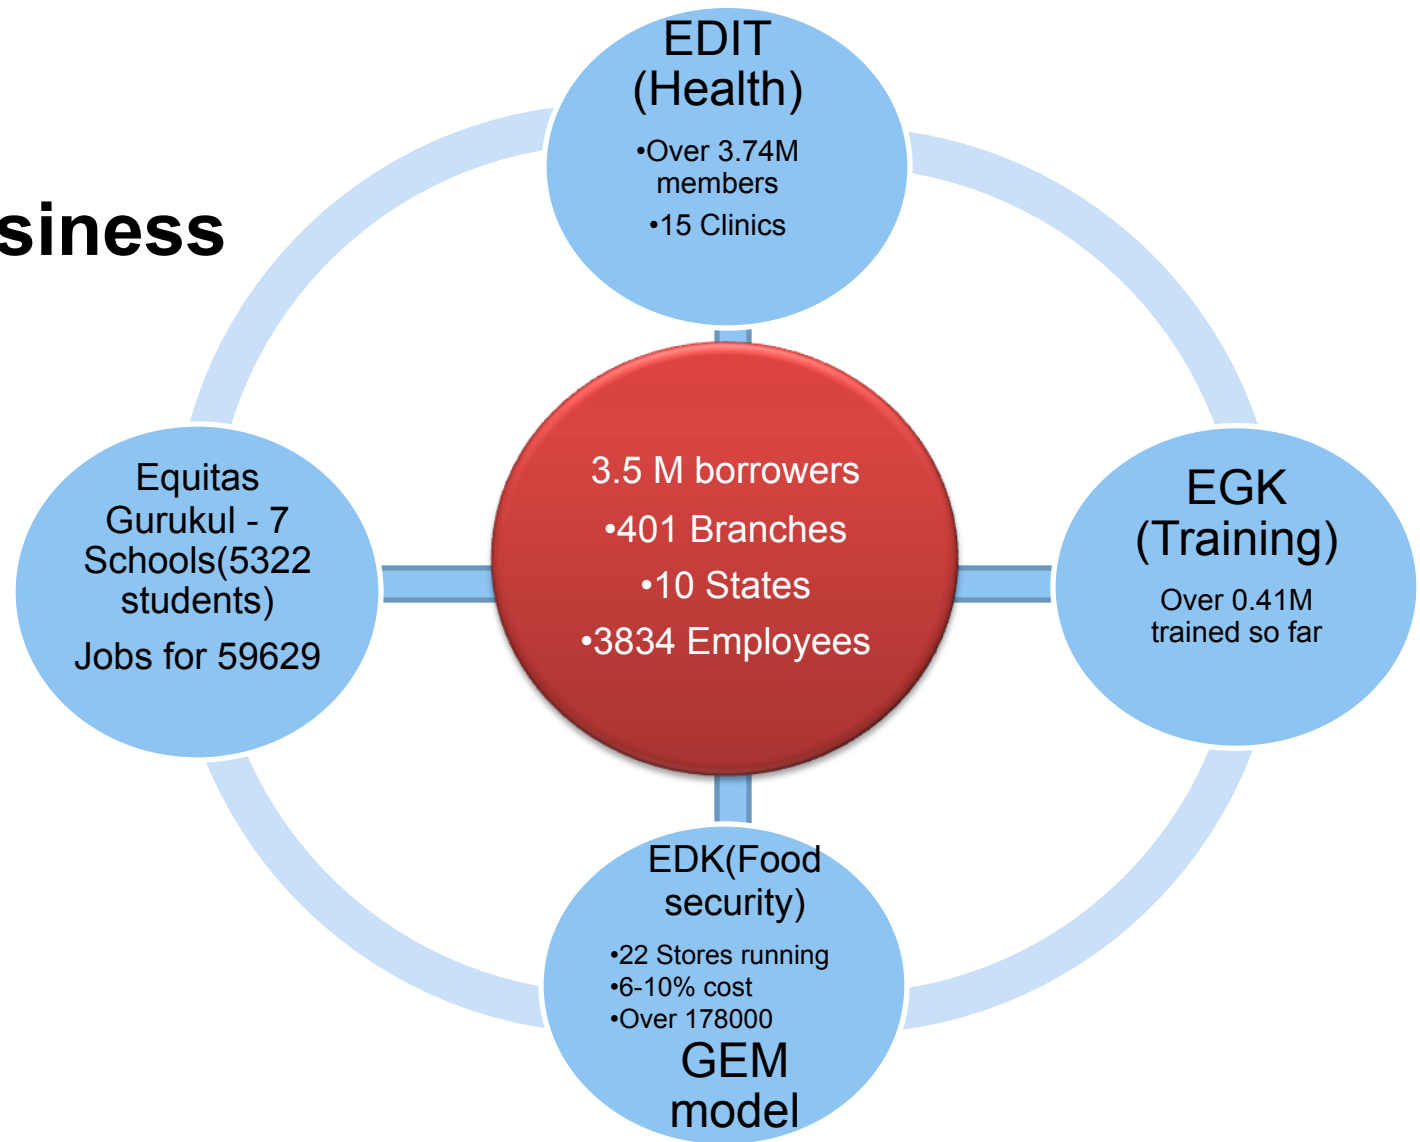 EDIT
(Health)
•Over 3.74M
members
•15 Clinics
siness
Equitas
Gurukul - 7
Schools(5322
students)
Jobs for 59629
3.5 M borrowers
•401 Branches
•10 States
•3834 Employees
EGK
(Training)
Over 0.41M
trained so far
EDK(Food
security)
•22 Stores running
•6-10% cost
•Over 178000
GEM
model